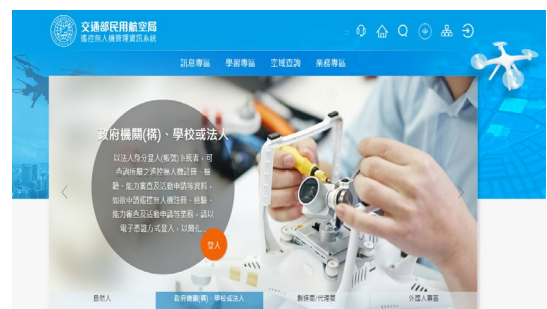 交通部民用航空局
遙控無人機管理資訊系統
訊息專區 學習專區 空域查詢 業務專區
政府機關(構)、學校或法人
以法人身分登入(帳號)系統者，可
查詢所屬之遙控無人機註冊、檢
驗、能力審查及活動申請等資料，
如欲申請遙控無人機註冊、檢驗、
能力審查及活動申請等業務，請以
電子憑證方式登入，以簡化...
登入
自然人 政府機關(構)、學校或法人 製造商/代理商 外國人專區